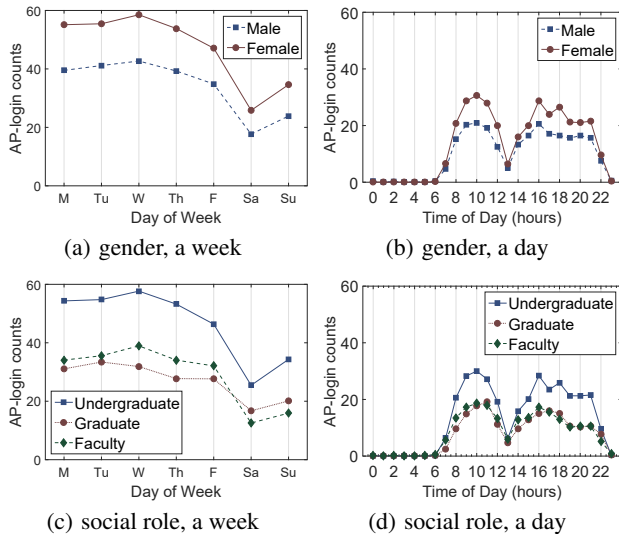 60
40
20
0
AP-login counts
Male
Female
M Tu W Th F Sa Su
Day of Week
(a) gender, a week
60
40
20
0
AP-login counts
Male
Female
0 2 4 6 8 10 12 14 16 18 20 22
Time of Day (hours)
(b) gender, a day
60
40
20
0
AP-login counts
Undergraduate
Graduate
Faculty
M Tu W Th F Sa Su
Day of Week
(c) social role, a week
60
40
20
0
AP-login counts
Undergraduate
Graduate
Faculty
0 2 4 6 8 10 12 14 16 18 20 22
Time of Day (hours)
(d) social role, a day